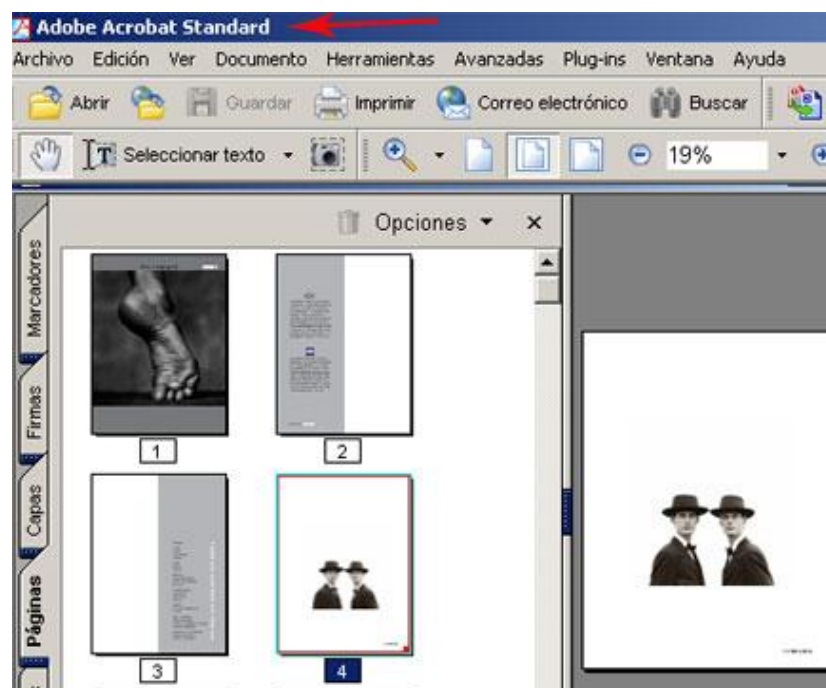 Adobe Acrobat Standard
Archivo Edición Ver Documento Herramientas Avanzadas Plug-ins Ventana Ayuda
Abrir Guardar Imprimir Correo electrónico Buscar
T Seleccionar texto 19%
Opciones
Marcadores
Firmas
Capas
Páginas
1 2
3 4